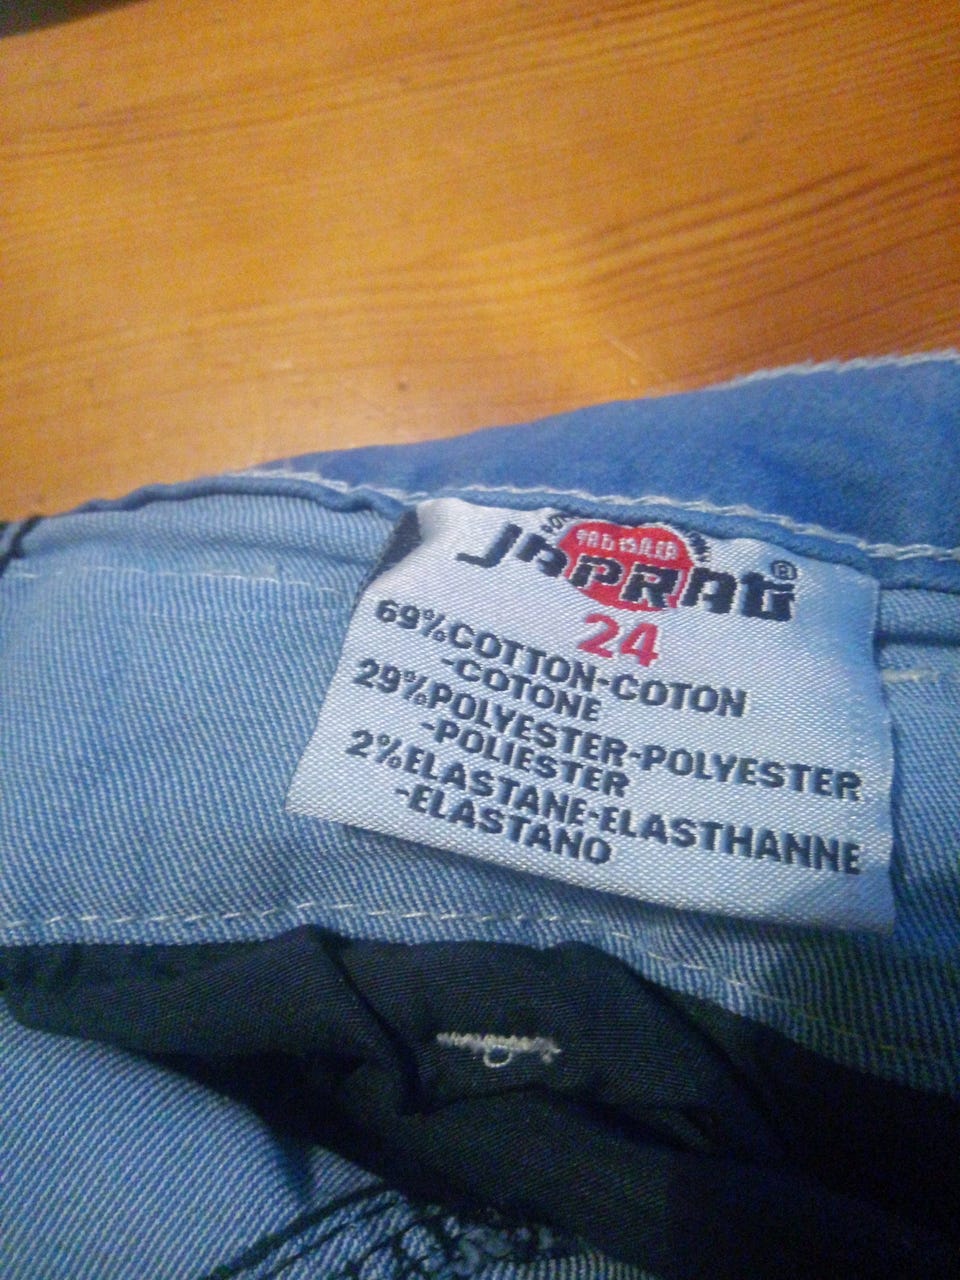 JAPRAG®
24
69%COTTON-COTON
-COTONE
29%POLYESTER-POLYESTER
-POLIESTER
2%ELASTANE-ELASTHANNE
-ELASTANO